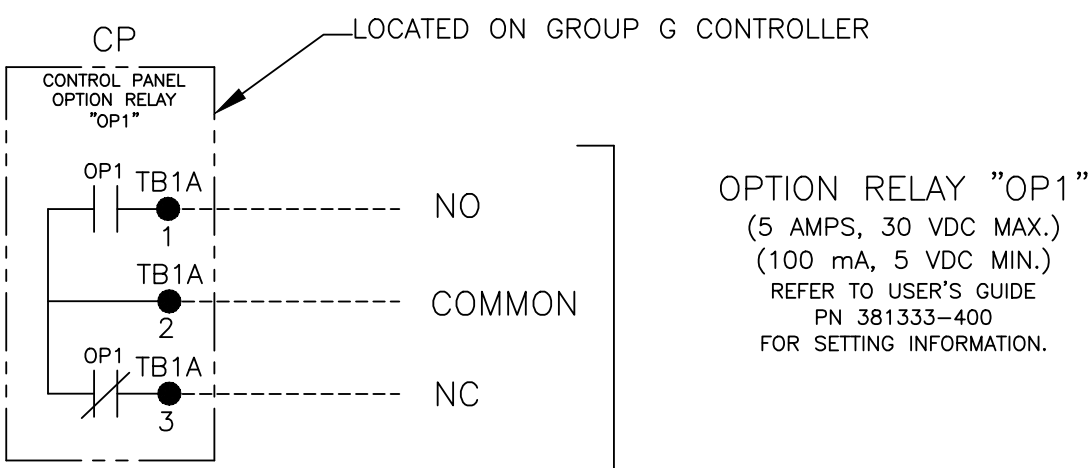 LOCATED ON GROUP G CONTROLLER
CP
CONTROL PANEL
OPTION RELAY
"OP1"
OP1
TB1A
1
NO
TB1A
2
COMMON
OP1
TB1A
3
NC
OPTION RELAY "OP1"
(5 AMPS, 30 VDC MAX.)
(100 mA, 5 VDC MIN.)
REFER TO USER'S GUIDE
PN 381333-400
FOR SETTING INFORMATION.